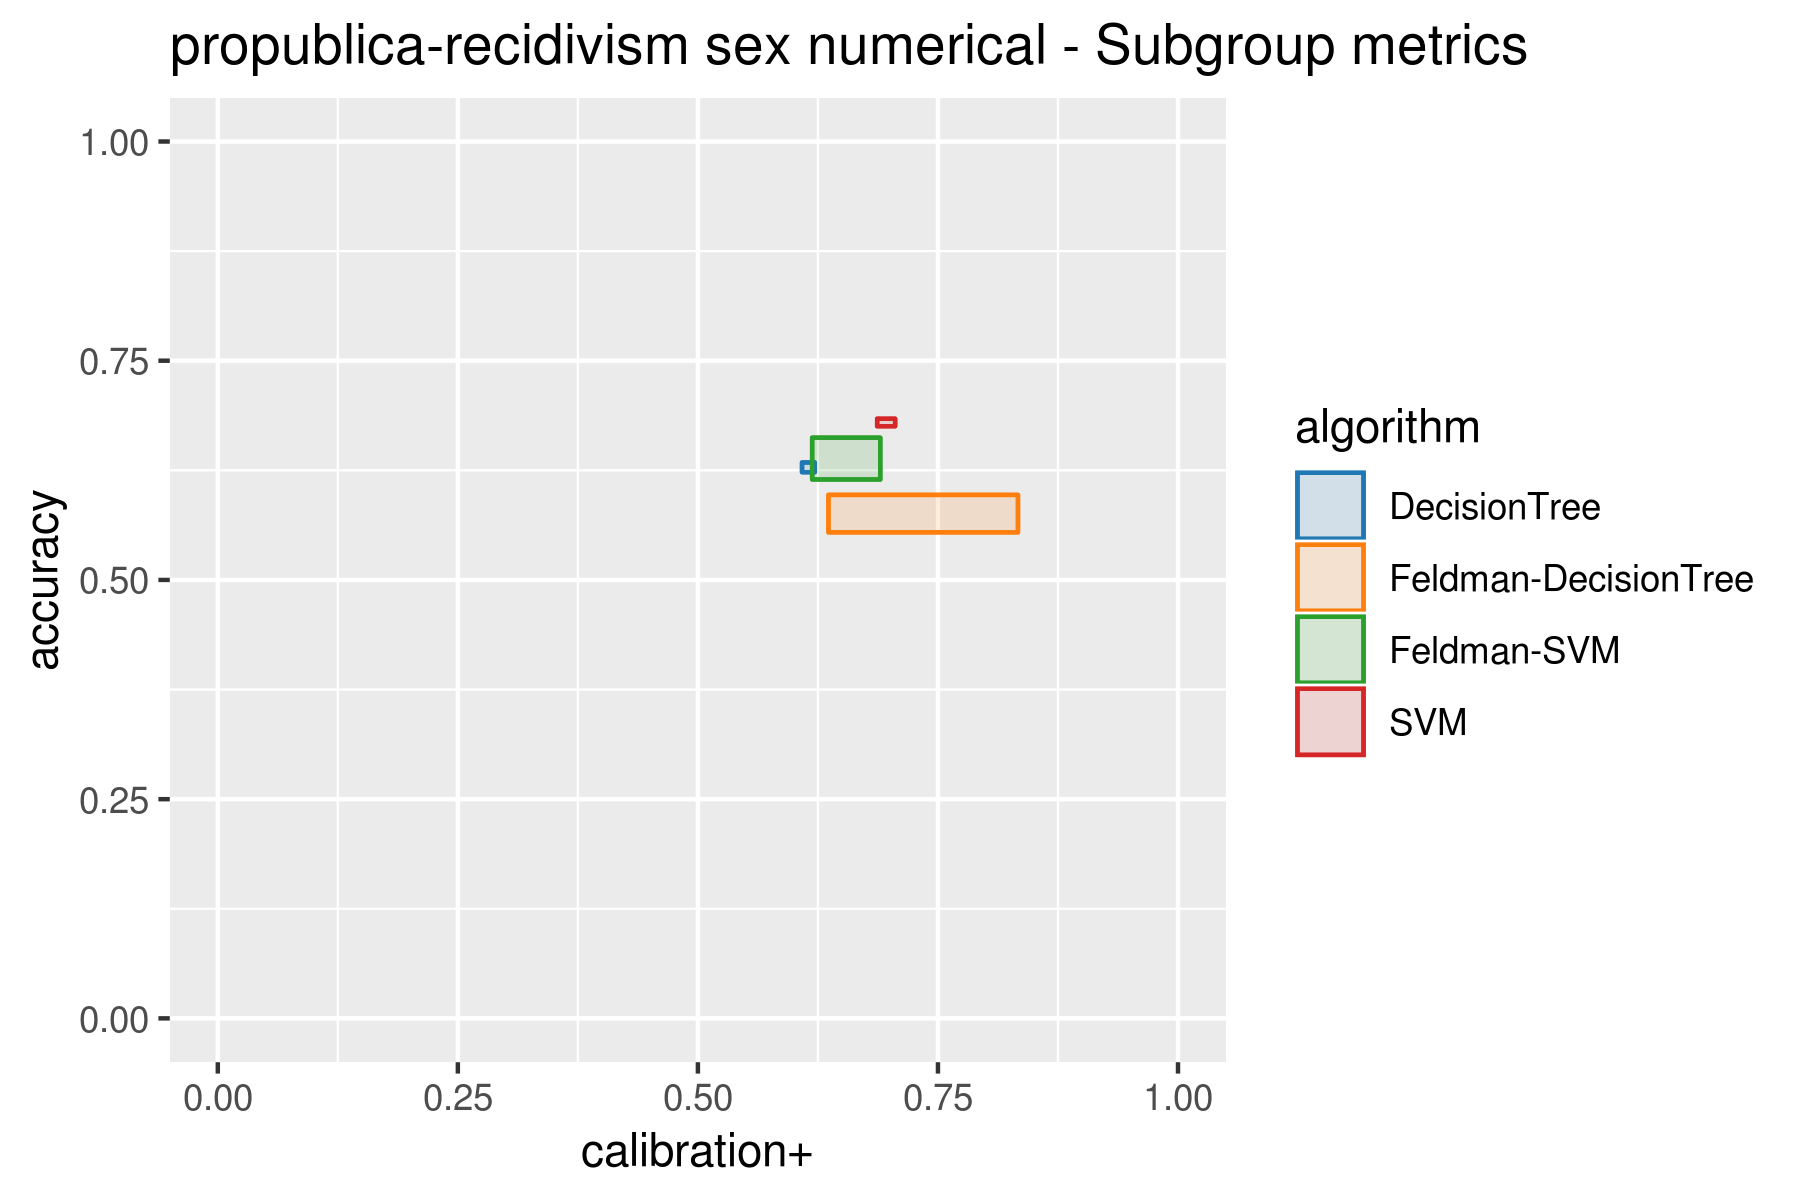 propublica-recidivism sex numerical - Subgroup metrics
1.00
0.75
0.50
0.25
0.00
accuracy
0.00 0.25 0.50 0.75 1.00
calibration+
algorithm
DecisionTree
Feldman-DecisionTree
Feldman-SVM
SVM